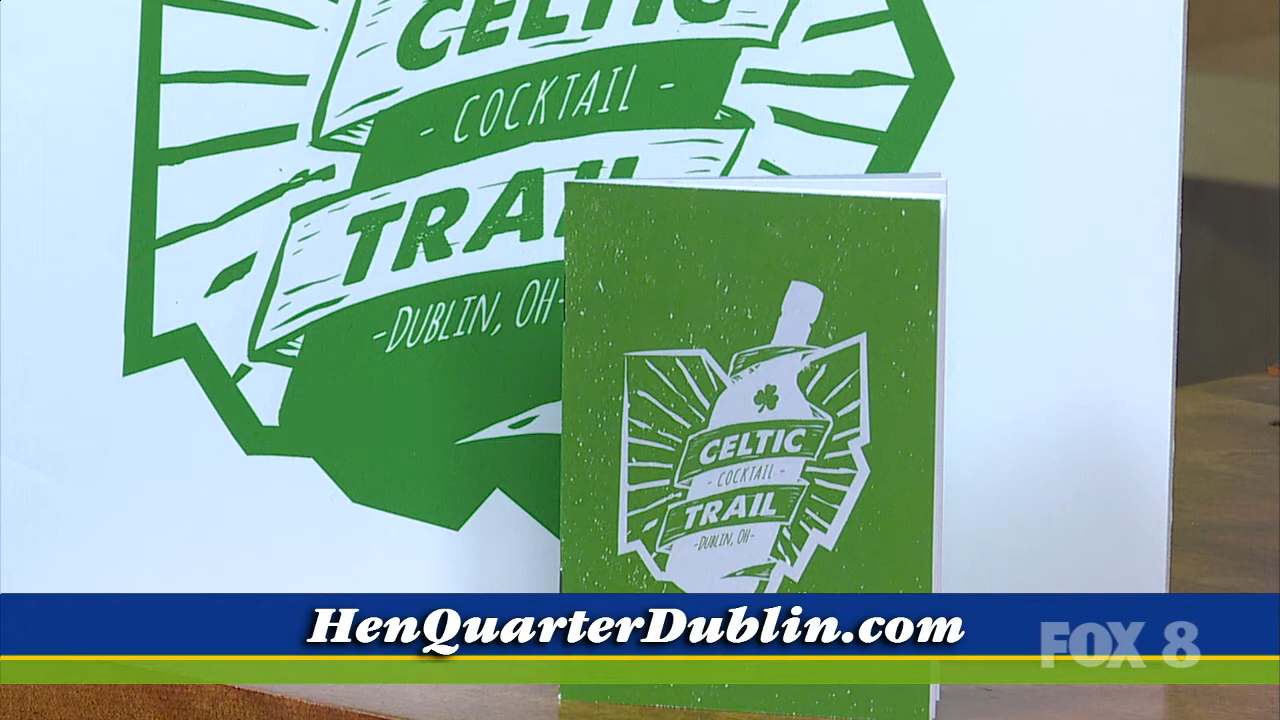 CELTIC
- COCKTAIL -
TRAIL
-DUBLIN, OH-
CELTIC
- COCKTAIL -
TRAIL
-DUBLIN, OH-
HenQuarterDublin.com
FOX 8